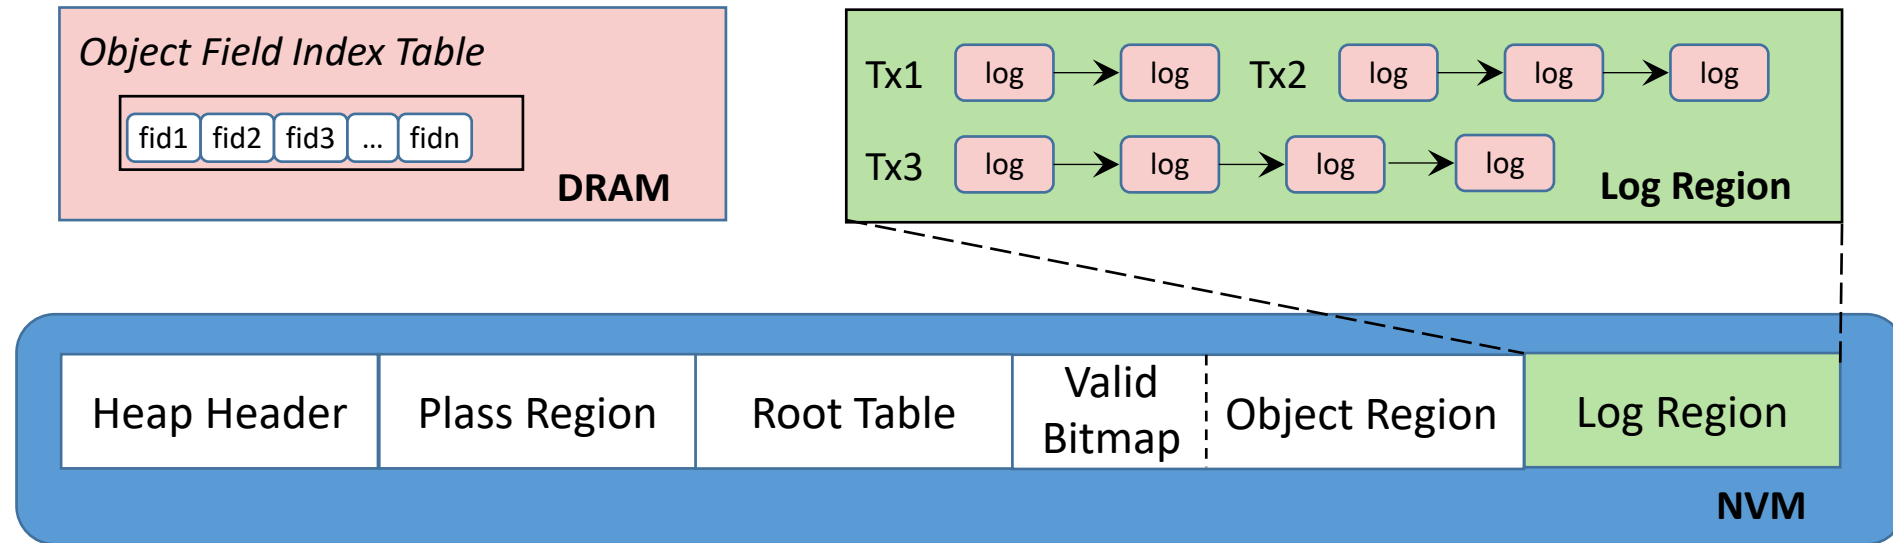 Object Field Index Table
fid1 fid2 fid3 ... fidn
DRAM
Tx1 log log Tx2 log log log
Tx3 log log log log
Log Region
Heap Header
Plass Region
Root Table
Valid
Bitmap
Object Region
Log Region
NVM